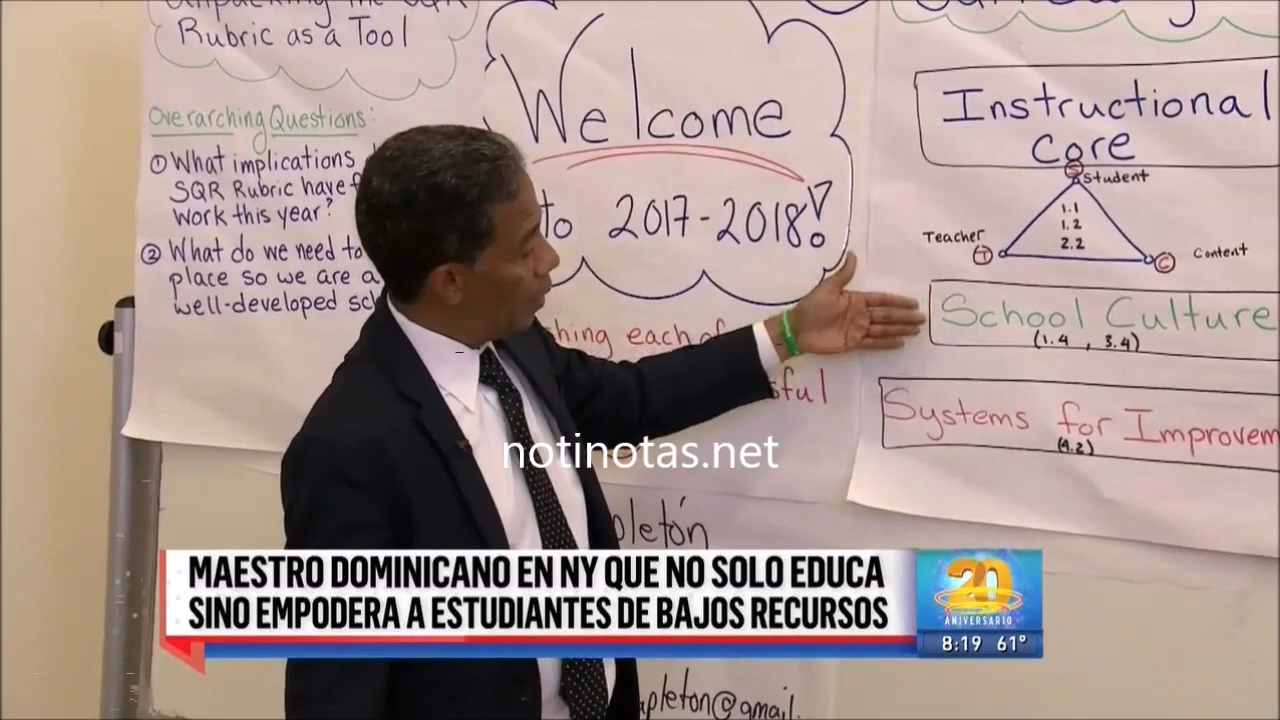 Rubric as a Tool
Overarching Questions:
① What implications
SQR Rubric have
work this year?
② What do we need to
place so we are a
well-developed
Welcome
to 2017-2018!
each of
Instructional
Core
S
Student
1.1
1.2
2.2
Teacher
T
C
Content
School Culture
(1.4 , 3.4)
Systems for
(4.2)
notinotas.net
MAESTRO DOMINICANO EN NY QUE NO SOLO EDUCA
SINO EMPODERA A ESTUDIANTES DE BAJOS RECURSOS
20
ANIVERSARIO
8:19 61°